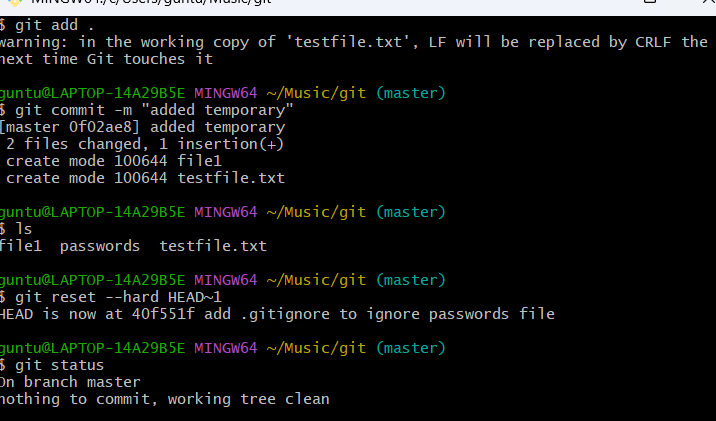 MINGW64:/c/Users/guntu/Music/git
$ git add .
warning: in the working copy of 'testfile.txt', LF will be replaced by CRLF the
next time Git touches it
guntu@LAPTOP-14A29B5E MINGW64 ~/Music/git (master)
$ git commit -m "added temporary"
[master 0f02ae8] added temporary
 2 files changed, 1 insertion(+)
 create mode 100644 file1
 create mode 100644 testfile.txt
guntu@LAPTOP-14A29B5E MINGW64 ~/Music/git (master)
$ ls
file1  passwords  testfile.txt
guntu@LAPTOP-14A29B5E MINGW64 ~/Music/git (master)
$ git reset --hard HEAD~1
HEAD is now at 40f551f add .gitignore to ignore passwords file
guntu@LAPTOP-14A29B5E MINGW64 ~/Music/git (master)
$ git status
On branch master
nothing to commit, working tree clean